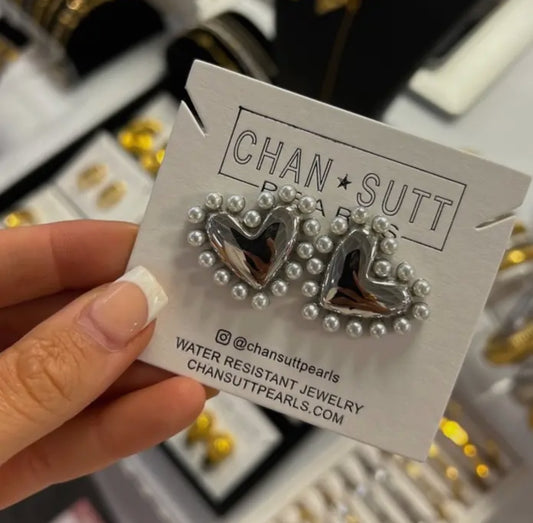 CHAN ★ SUTT
PEARLS
@chansuttpearls
WATER RESISTANT JEWELRY
CHANSUTTPEARLS.COM